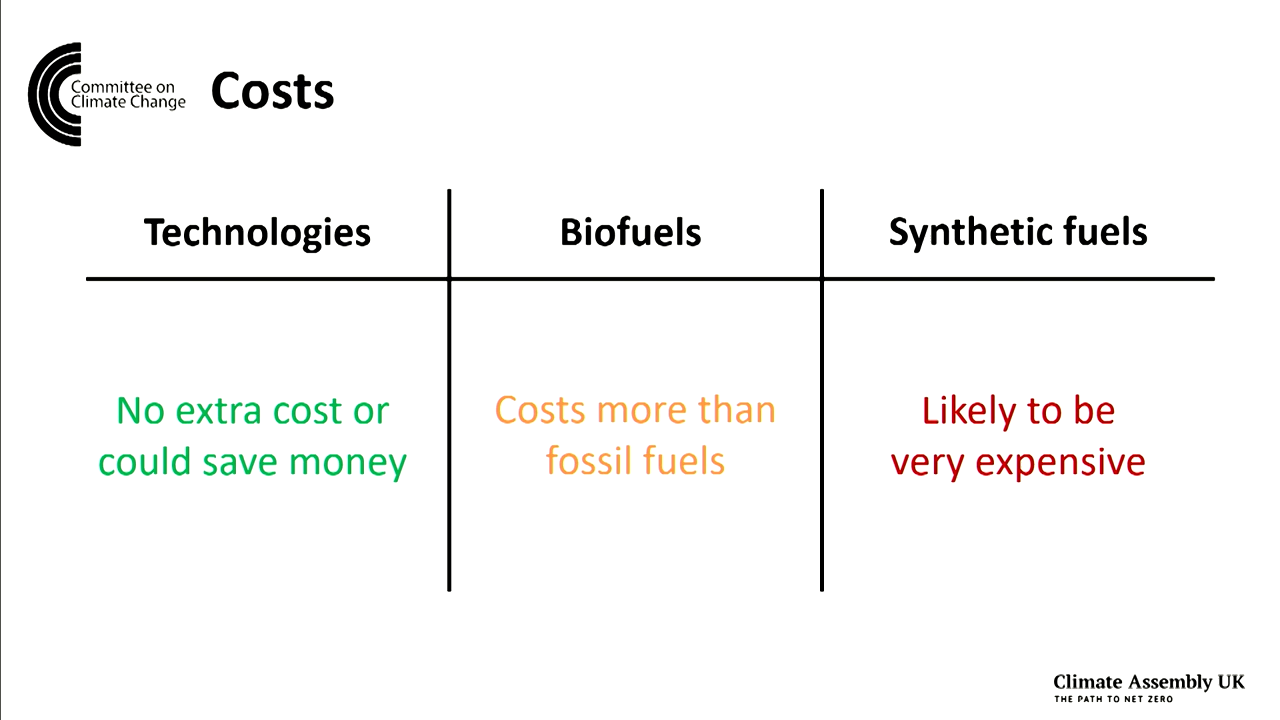 Committee on
Climate Change
Costs
Technologies
Biofuels
Synthetic fuels
No extra cost or
could save money
Costs more than
fossil fuels
Likely to be
very expensive
Climate Assembly UK
THE PATH TO NET ZERO